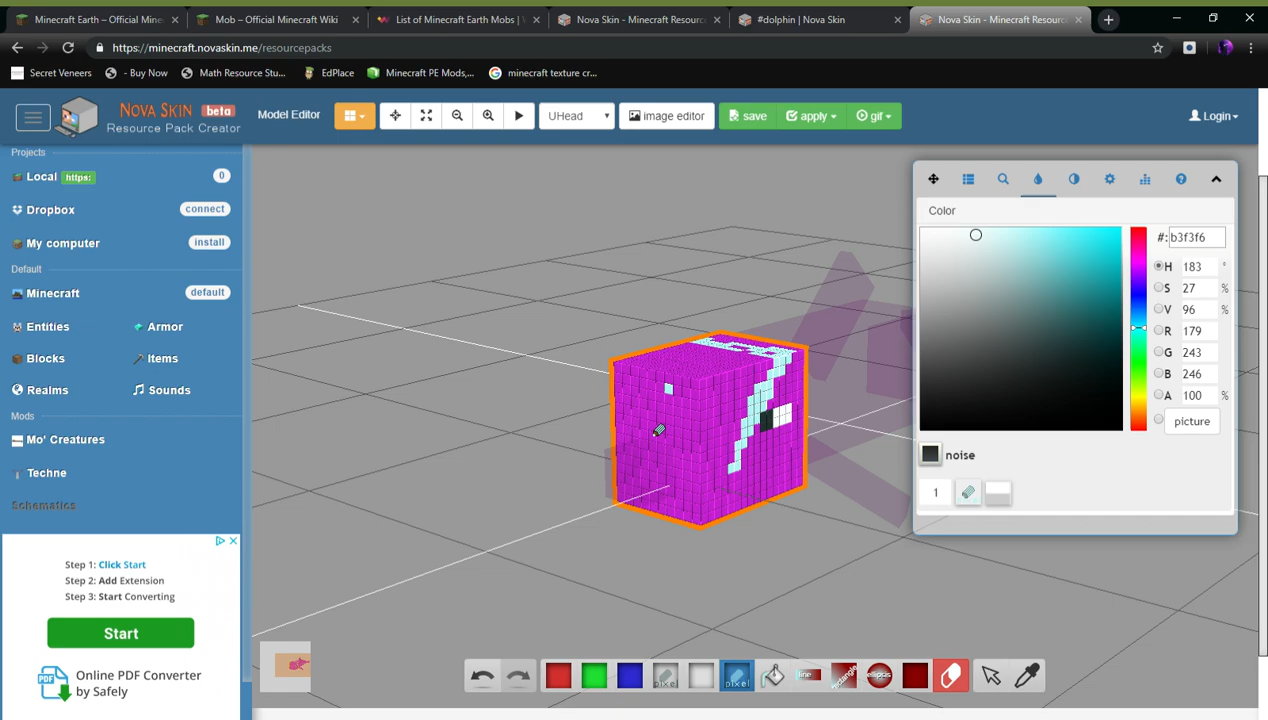 Minecraft Earth – Official Mine
Mob – Official Minecraft Wiki
List of Minecraft Earth Mobs |
Nova Skin - Minecraft Resourc
#dolphin | Nova Skin
Nova Skin - Minecraft Resourc
https://minecraft.novaskin.me/resourcepacks
Secret Veneers
- Buy Now
Math Resource Stu...
EdPlace
Minecraft PE Mods,...
minecraft texture cr...
NOVA SKIN beta
Resource Pack Creator
Model Editor
UHead
image editor
save
apply
gif
Login
Projects
Local https: 0
Dropbox connect
My computer install
Default
Minecraft default
Entities
Armor
Blocks
Items
Realms
Sounds
Mods
Mo' Creatures
Techne
Schematics
Color
#: b3f3f6
H 183 °
S 27 %
V 96 %
R 179
G 243
B 246
A 100 %
picture
noise
1
Step 1: Click Start
Step 2: Add Extension
Step 3: Start Converting
Start
PDF
Online PDF Converter
by Safely
pixel
pixel
line
rectangle
ellipsis